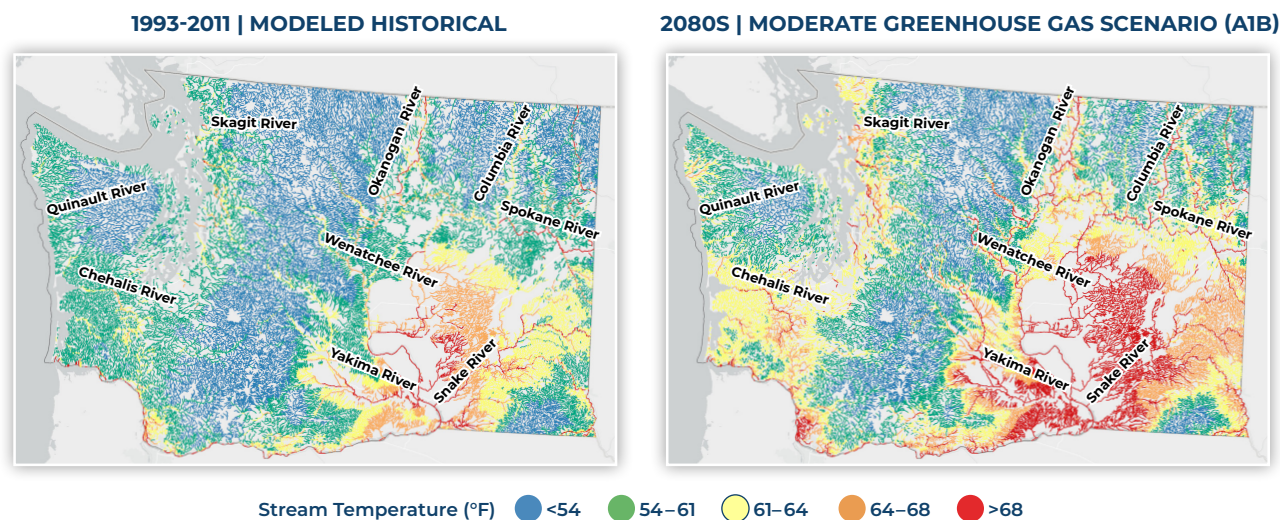 1993-2011 | MODELED HISTORICAL
2080S | MODERATE GREENHOUSE GAS SCENARIO (A1B)
Skagit River
Okanogan River
Columbia River
Quinault River
Spokane River
Wenatchee River
Chehalis River
Yakima River
Snake River
Skagit River
Okanogan River
Columbia River
Quinault River
Spokane River
Wenatchee River
Chehalis River
Yakima River
Snake River
Stream Temperature (°F) <54 54–61 61–64 64–68 >68